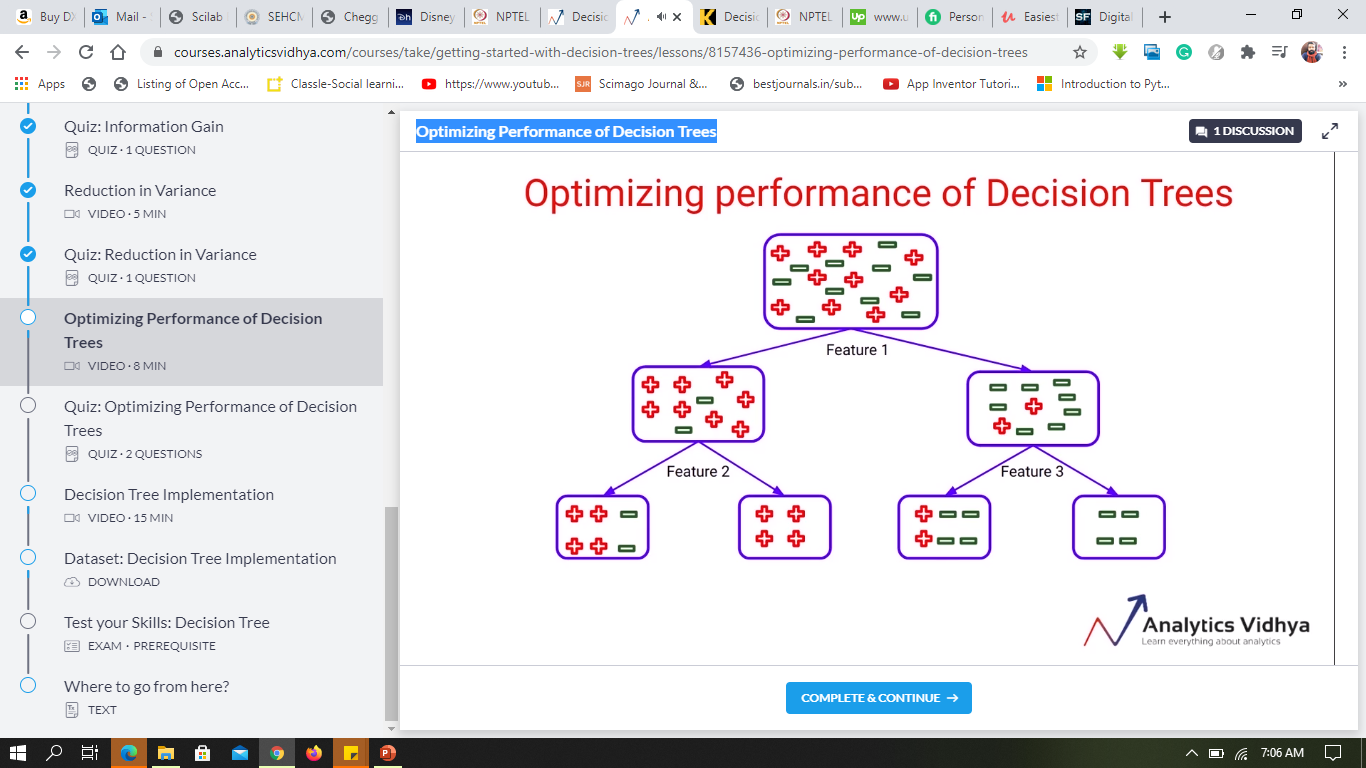 Buy DX
Mail -
Scilab
SEHCM
Chegg
Disney
NPTEL
Decisic
Decisic
NPTEL
www.u
Person
Easiest
Digital
courses.analyticsvidhya.com/courses/take/getting-started-with-decision-trees/lessons/8157436-optimizing-performance-of-decision-trees
Apps
Listing of Open Acc...
Classle-Social learni...
https://www.youtub...
SJR
Scimago Journal &...
bestjournals.in/sub...
App Inventor Tutori...
Introduction to Pyt...
Quiz: Information Gain
QUIZ · 1 QUESTION
Reduction in Variance
VIDEO · 5 MIN
Quiz: Reduction in Variance
QUIZ · 1 QUESTION
Optimizing Performance of Decision
Trees
VIDEO · 8 MIN
Quiz: Optimizing Performance of Decision
Trees
QUIZ · 2 QUESTIONS
Decision Tree Implementation
VIDEO · 15 MIN
Dataset: Decision Tree Implementation
DOWNLOAD
Test your Skills: Decision Tree
EXAM · PREREQUISITE
Where to go from here?
TEXT
Optimizing Performance of Decision Trees
1 DISCUSSION
Optimizing performance of Decision Trees
Feature 1
Feature 2
Feature 3
Analytics Vidhya
Learn everything about analytics
COMPLETE & CONTINUE →
7:06 AM